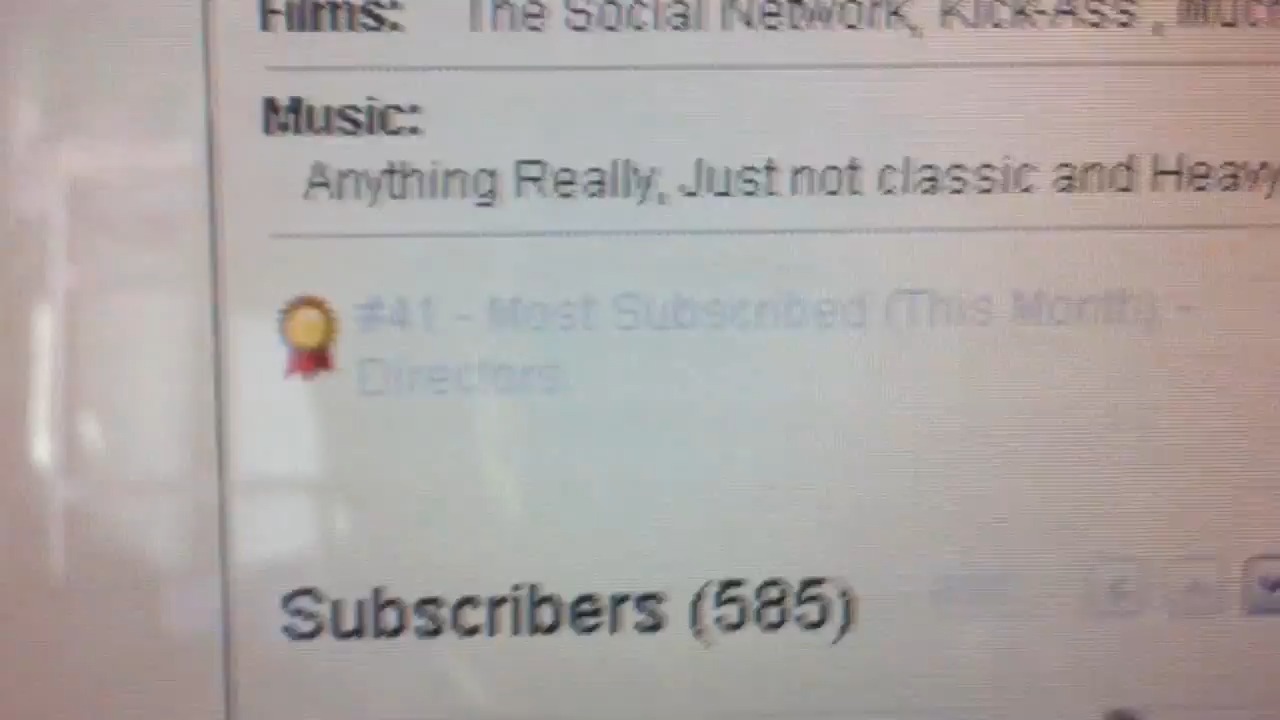 Films: The Social Network, Kick-Ass ,
Music:
Anything Really, Just not classic and Heavy
#41 - Most Subscribed (This Month) -
Directors
Subscribers (585)